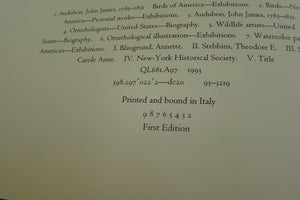 1. Audubon, John James, 1785–1851 Birds of America—Exhibitions. 2. Birds—No
America—Pictorial works—Exhibitions. 3. Audubon, John James, 1785–1851.
4. Ornithologists—United States—Biography. 5. Wildlife artists—United
States—Biography. 6. Ornithological illustration—Exhibitions. 7. Watercolor pa
American—Exhibitions. I. Blaugrund, Annette. II. Stebbins, Theodore E. III. S
Carole Anne. IV. New-York Historical Society. V. Title
QL681.A97 1993
598.297'022'2—dc20 93-3219
Printed and bound in Italy
9 8 7 6 5 4 3 2
First Edition